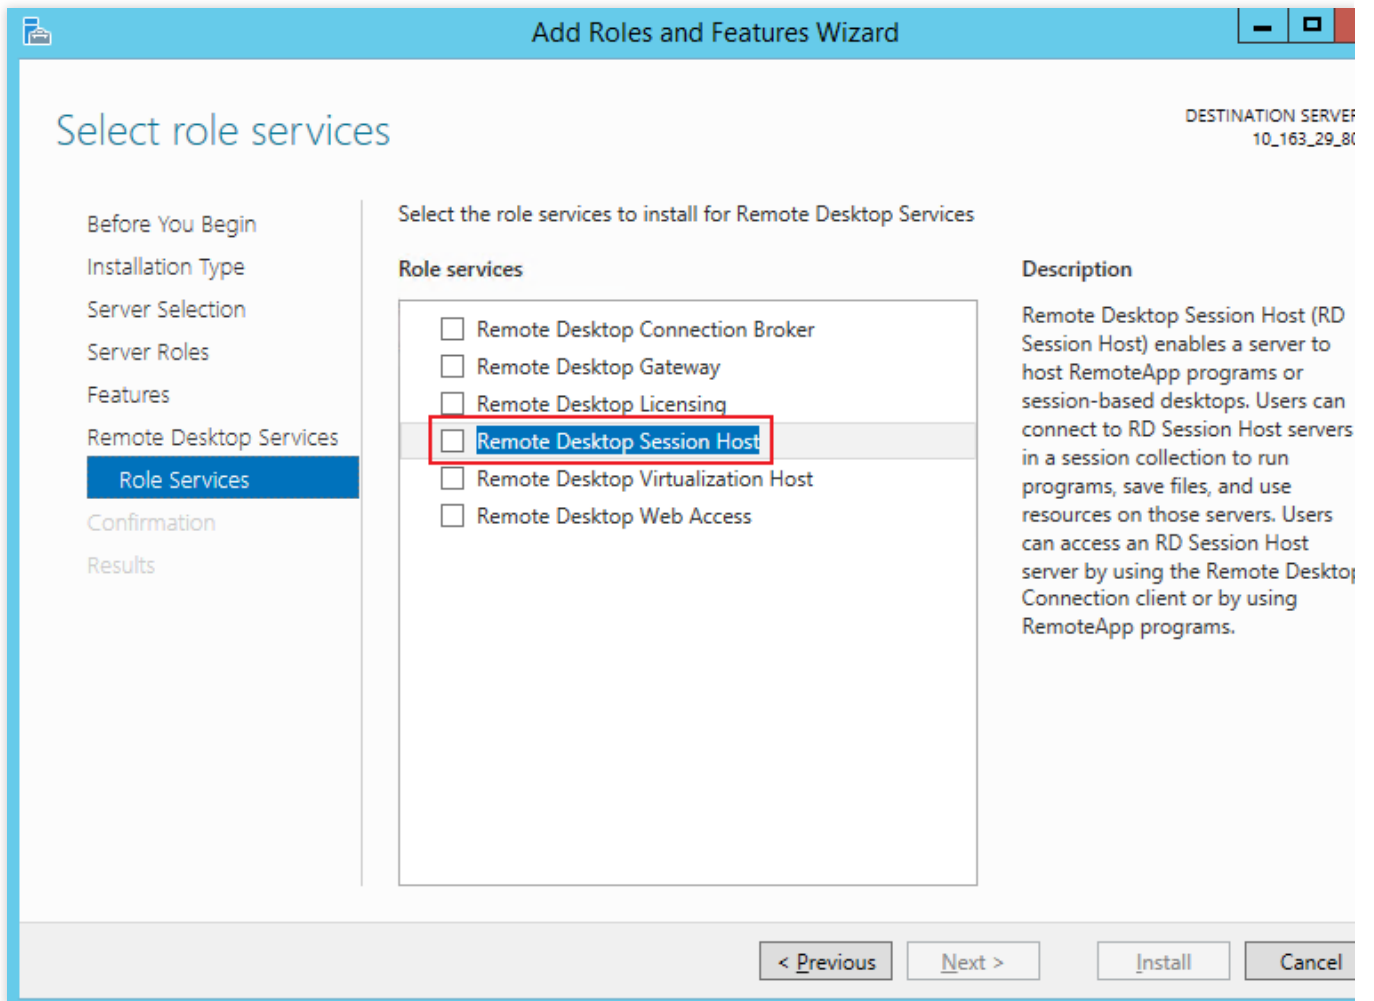 Add Roles and Features Wizard
Select role services
DESTINATION SERVER
10_163_29_80
Before You Begin
Installation Type
Server Selection
Server Roles
Features
Remote Desktop Services
Role Services
Confirmation
Results
Select the role services to install for Remote Desktop Services
Role services
Remote Desktop Connection Broker
Remote Desktop Gateway
Remote Desktop Licensing
Remote Desktop Session Host
Remote Desktop Virtualization Host
Remote Desktop Web Access
Description
Remote Desktop Session Host (RD
Session Host) enables a server to
host RemoteApp programs or
session-based desktops. Users can
connect to RD Session Host servers
in a session collection to run
programs, save files, and use
resources on those servers. Users
can access an RD Session Host
server by using the Remote Desktop
Connection client or by using
RemoteApp programs.
< Previous
Next >
Install
Cancel